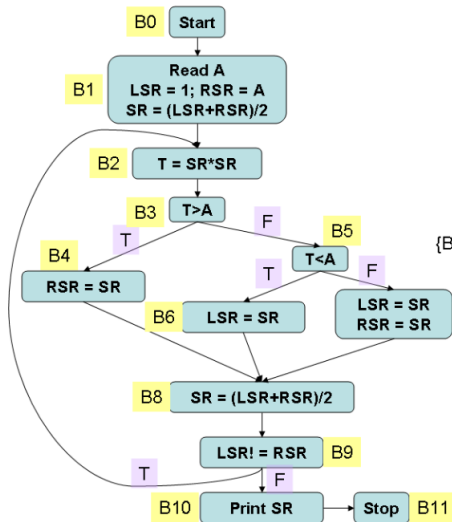 B0
Start
B1
Read A
LSR = 1; RSR = A
SR = (LSR+RSR)/2
B2
T = SR*SR
B3
T>A
T
F
B5
B4
T<A
{B
RSR = SR
T
F
B6
LSR = SR
LSR = SR
RSR = SR
B8
SR = (LSR+RSR)/2
LSR! = RSR
B9
T
F
B10
Print SR
Stop
B11